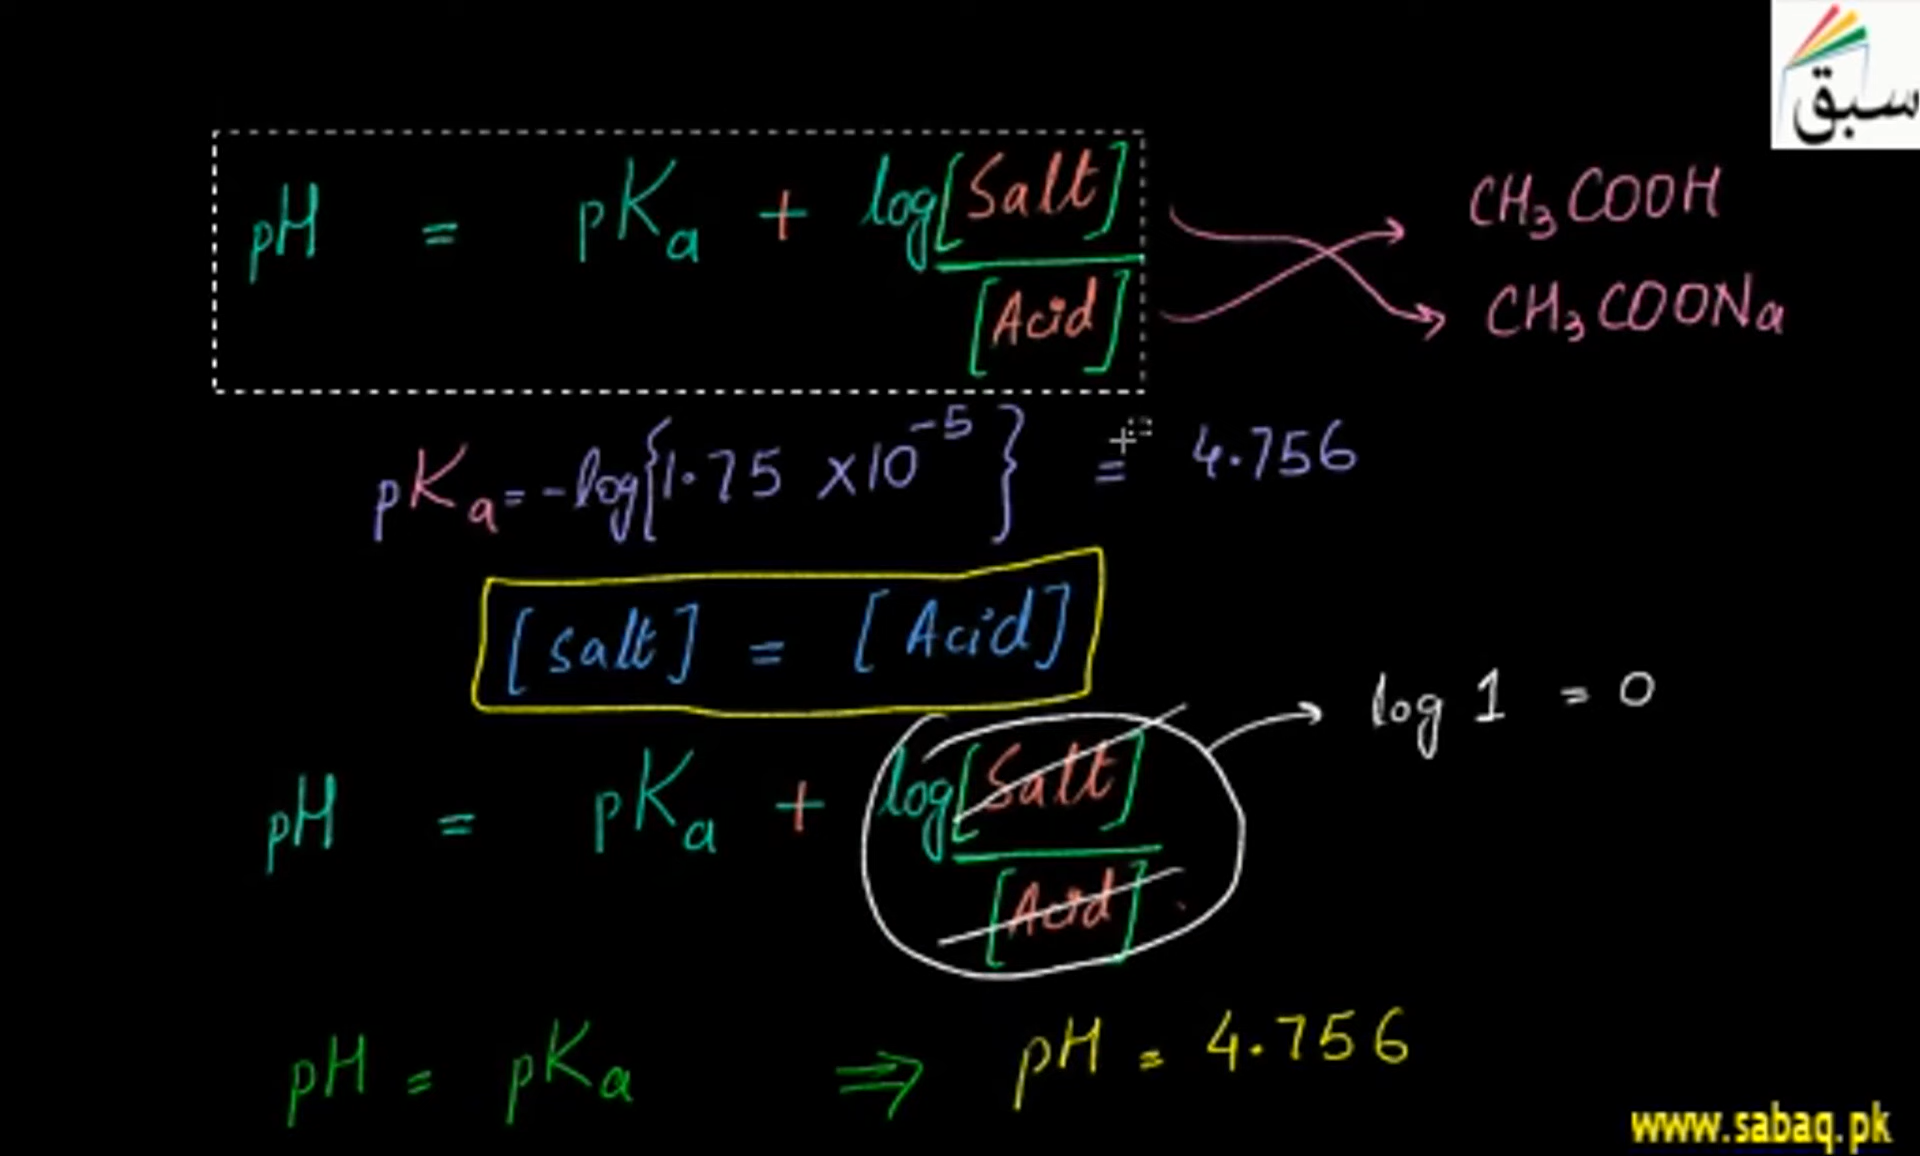 سبق
pH = pKa + log [Salt] / [Acid]
CH3COOH
CH3COONa
pKa = -log{1.75 x10^-5} = 4.756
[Salt] = [Acid]
log 1 = 0
pH = pKa + log [Salt] / [Acid]
pH = pKa ⇒ pH = 4.756
www.sabaq.pk